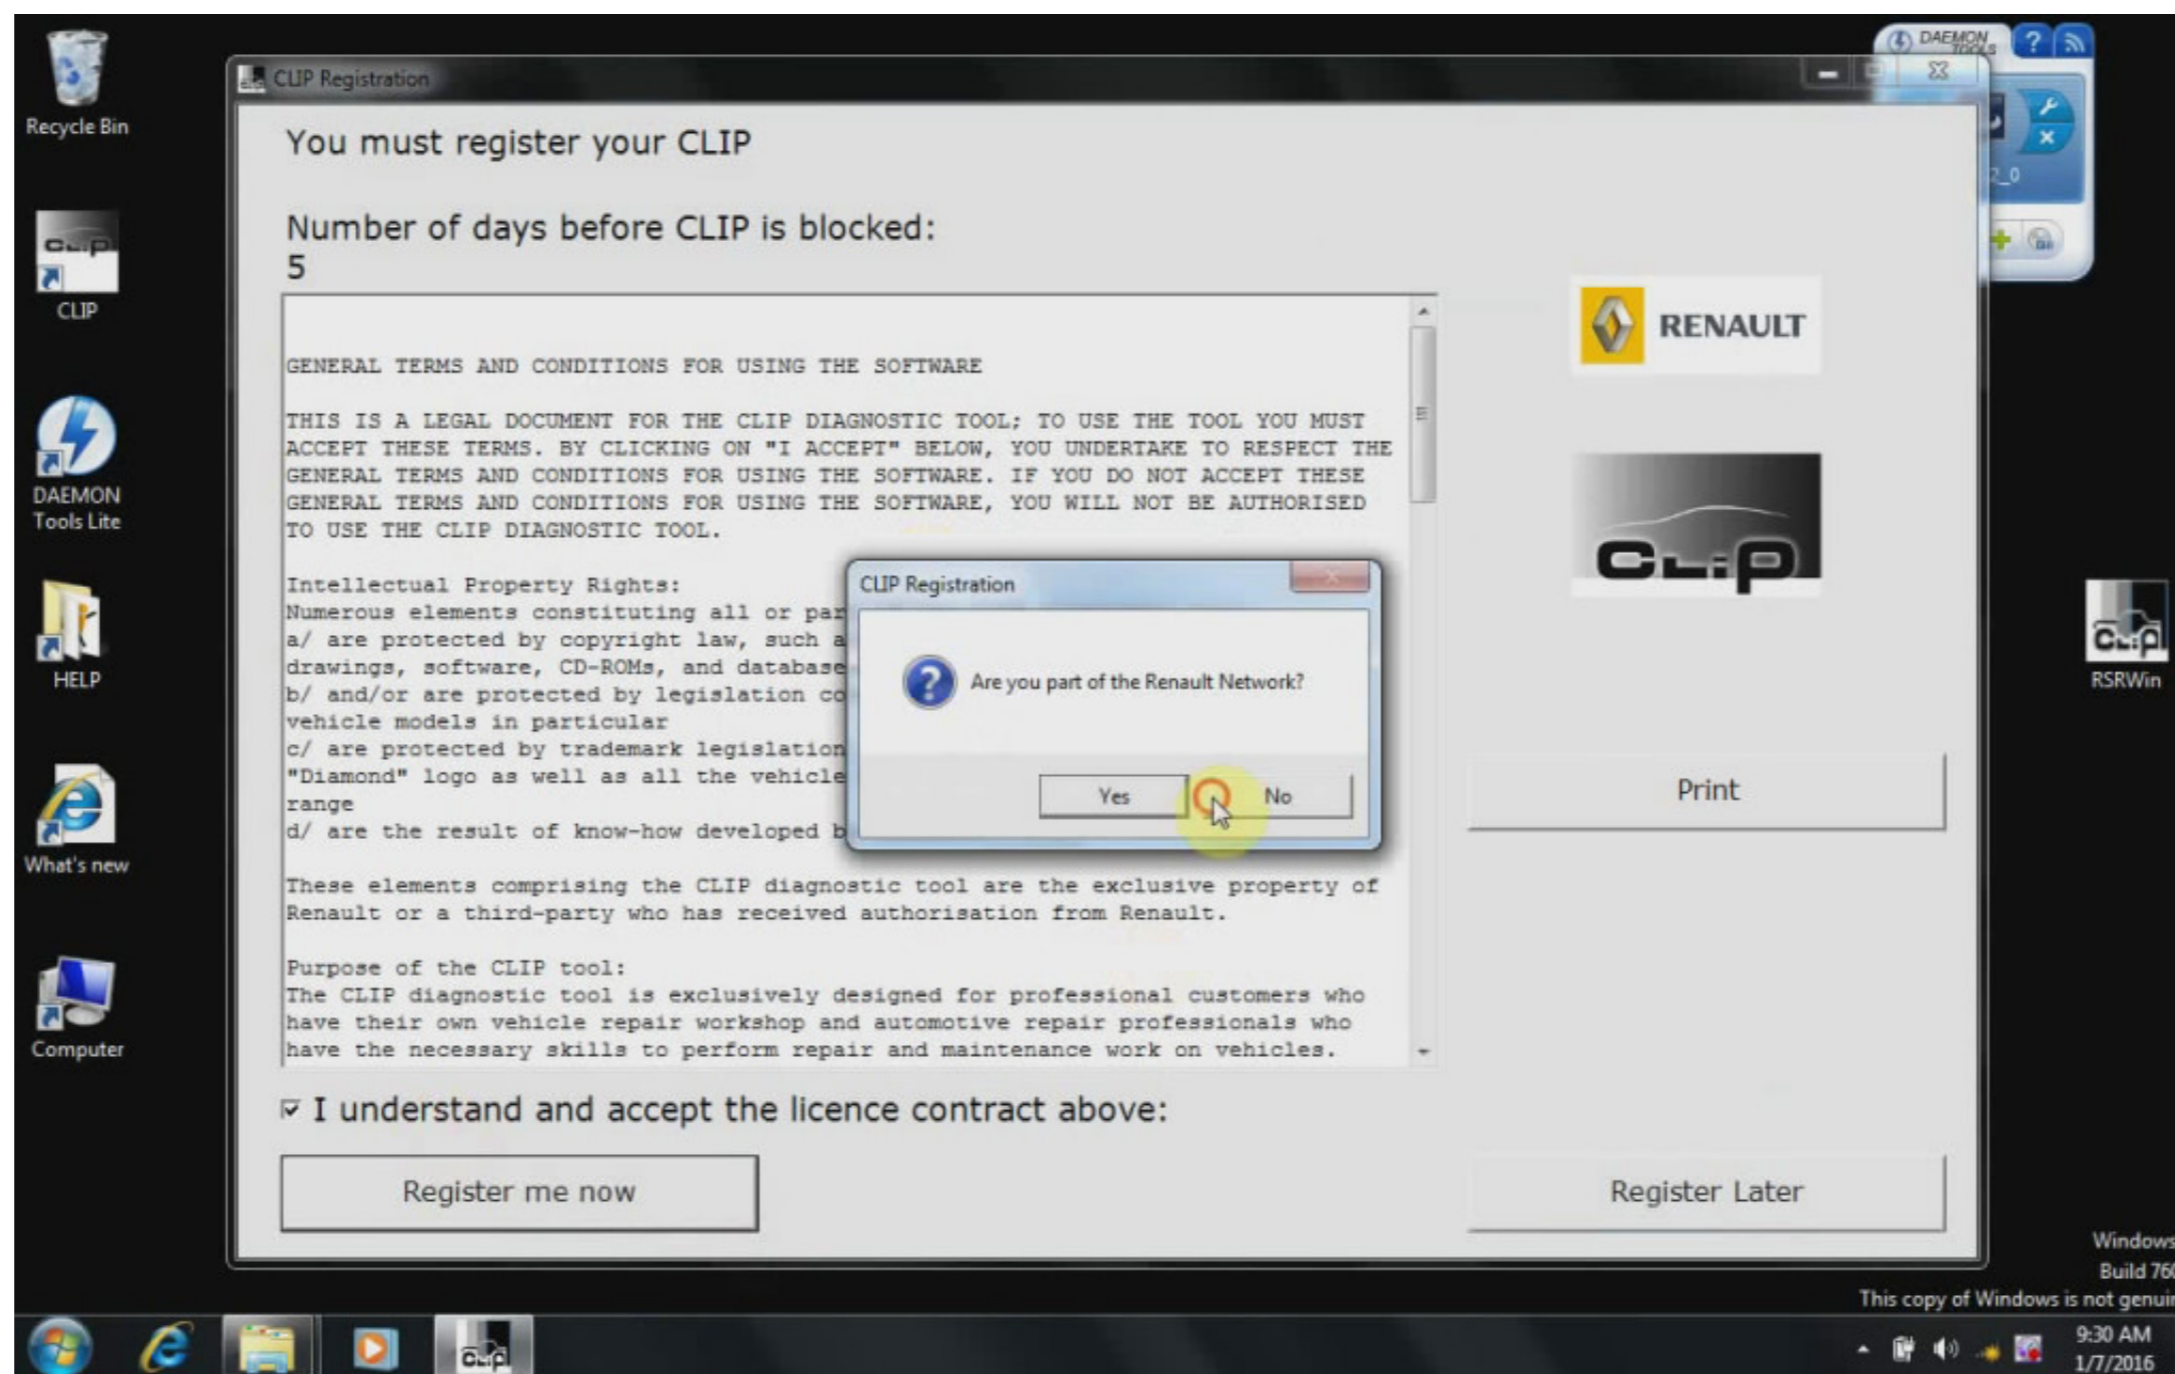 DAEMON
TOOLS
?
Recycle Bin
CLIP Registration
You must register your CLIP
2_0
Number of days before CLIP is blocked:
5
CLiP
CLIP
RENAULT
GENERAL TERMS AND CONDITIONS FOR USING THE SOFTWARE
THIS IS A LEGAL DOCUMENT FOR THE CLIP DIAGNOSTIC TOOL; TO USE THE TOOL YOU MUST
ACCEPT THESE TERMS. BY CLICKING ON "I ACCEPT" BELOW, YOU UNDERTAKE TO RESPECT THE
GENERAL TERMS AND CONDITIONS FOR USING THE SOFTWARE. IF YOU DO NOT ACCEPT THESE
GENERAL TERMS AND CONDITIONS FOR USING THE SOFTWARE, YOU WILL NOT BE AUTHORISED
TO USE THE CLIP DIAGNOSTIC TOOL.
DAEMON
Tools Lite
CLiP
Intellectual Property Rights:
Numerous elements constituting all or par
a/ are protected by copyright law, such a
drawings, software, CD-ROMs, and database
b/ and/or are protected by legislation co
vehicle models in particular
c/ are protected by trademark legislation
"Diamond" logo as well as all the vehicle
range
d/ are the result of know-how developed b
CLIP Registration
Are you part of the Renault Network?
Yes
No
HELP
CLiP
RSRWin
Print
What's new
These elements comprising the CLIP diagnostic tool are the exclusive property of
Renault or a third-party who has received authorisation from Renault.
Purpose of the CLIP tool:
The CLIP diagnostic tool is exclusively designed for professional customers who
have their own vehicle repair workshop and automotive repair professionals who
have the necessary skills to perform repair and maintenance work on vehicles.
Computer
I understand and accept the licence contract above:
Register me now
Register Later
Windows
Build 760
This copy of Windows is not genuin
CLiP
9:30 AM
1/7/2016